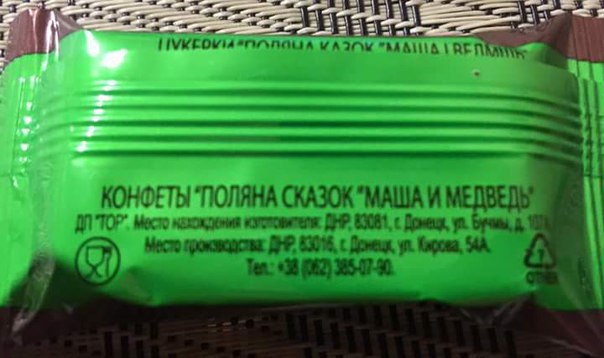 ЦУКЕРКИ "ПОЛЯНА КАЗОК "МАША І ВЕДМІДЬ"
КОНФЕТЫ "ПОЛЯНА СКАЗОК "МАША И МЕДВЕДЬ"
ДП "ТОР". Место нахождения изготовителя: ДНР, 83081, г. Донецк, ул. Бучмы, д.
Место производства: ДНР, 83016, г. Донецк, ул. Кирова, 54А.
Тел.: +38 (062) 385-07-90.